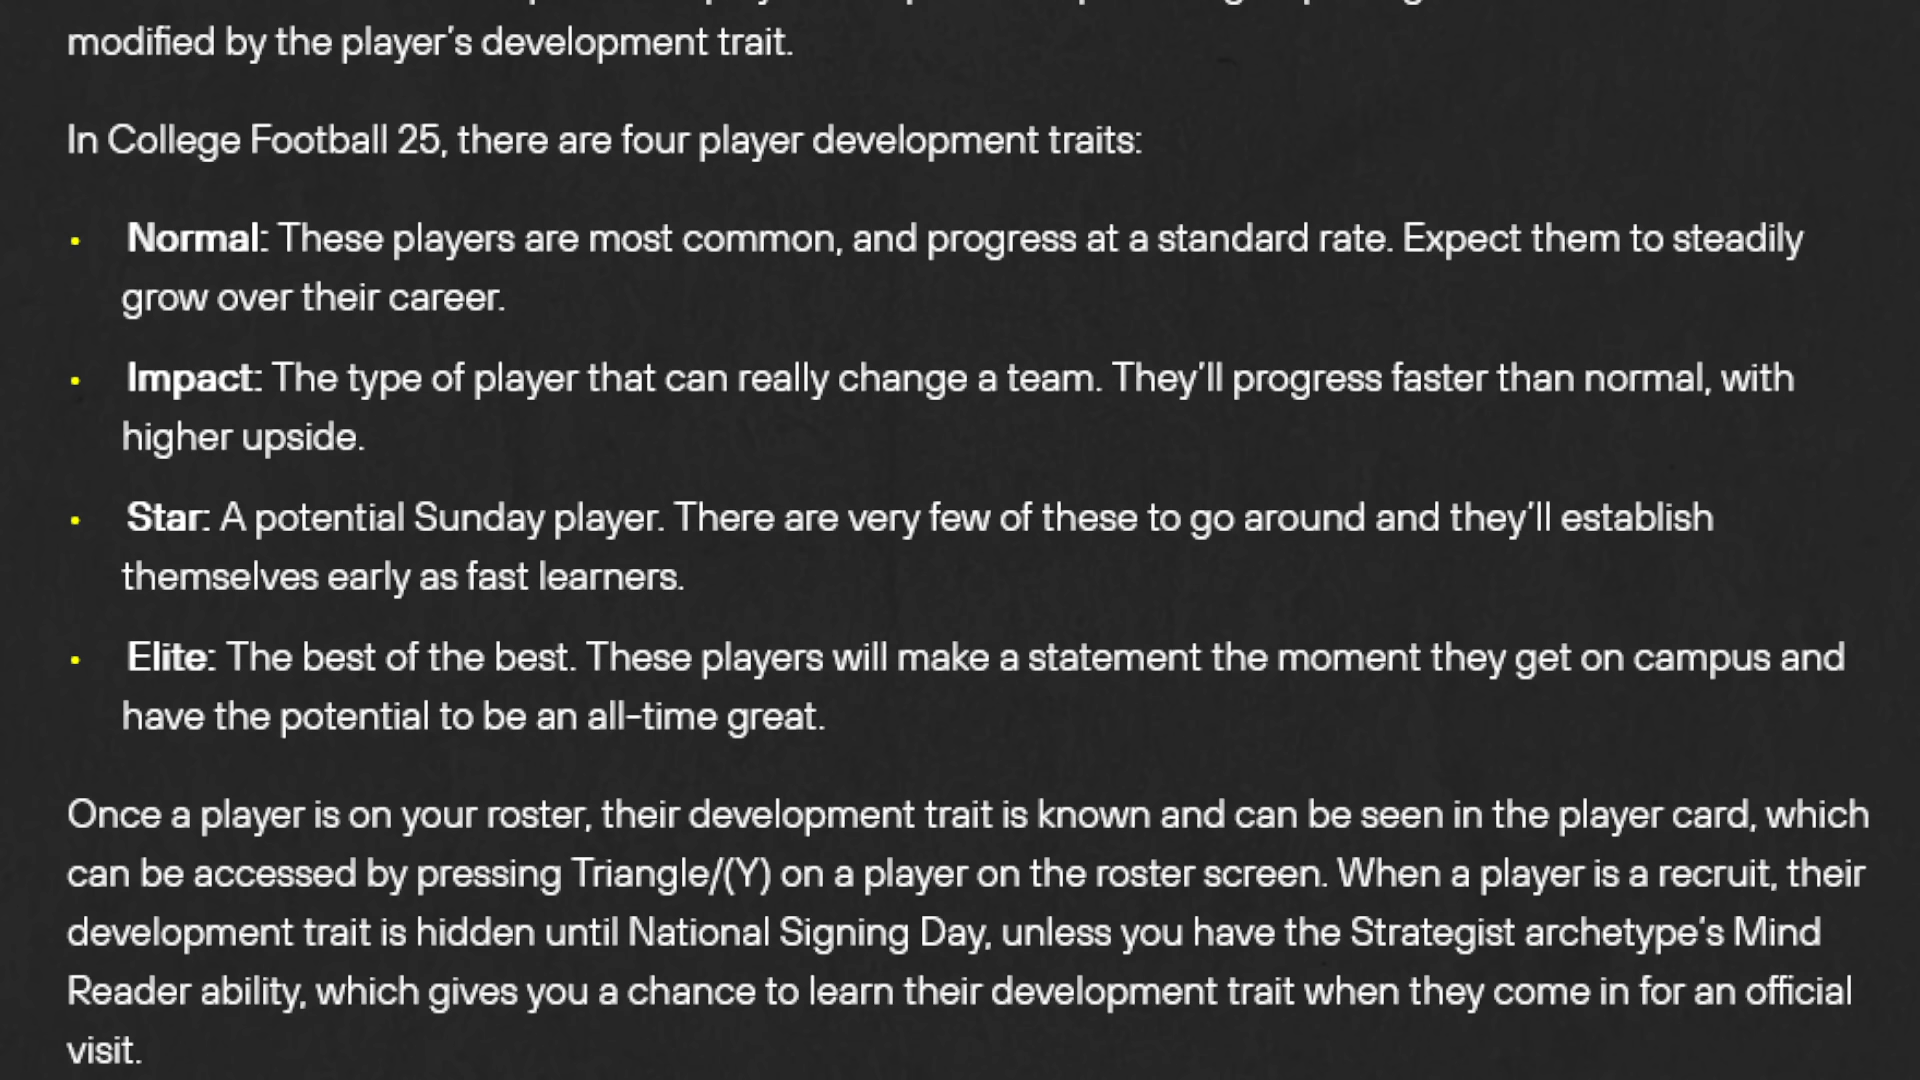 modified by the player's development trait.
In College Football 25, there are four player development traits:
• Normal: These players are most common, and progress at a standard rate. Expect them to steadily
grow over their career.
• Impact: The type of player that can really change a team. They'll progress faster than normal, with
higher upside.
• Star: A potential Sunday player. There are very few of these to go around and they'll establish
themselves early as fast learners.
• Elite: The best of the best. These players will make a statement the moment they get on campus and
have the potential to be an all-time great.
Once a player is on your roster, their development trait is known and can be seen in the player card, which
can be accessed by pressing Triangle/(Y) on a player on the roster screen. When a player is a recruit, their
development trait is hidden until National Signing Day, unless you have the Strategist archetype's Mind
Reader ability, which gives you a chance to learn their development trait when they come in for an official
visit.